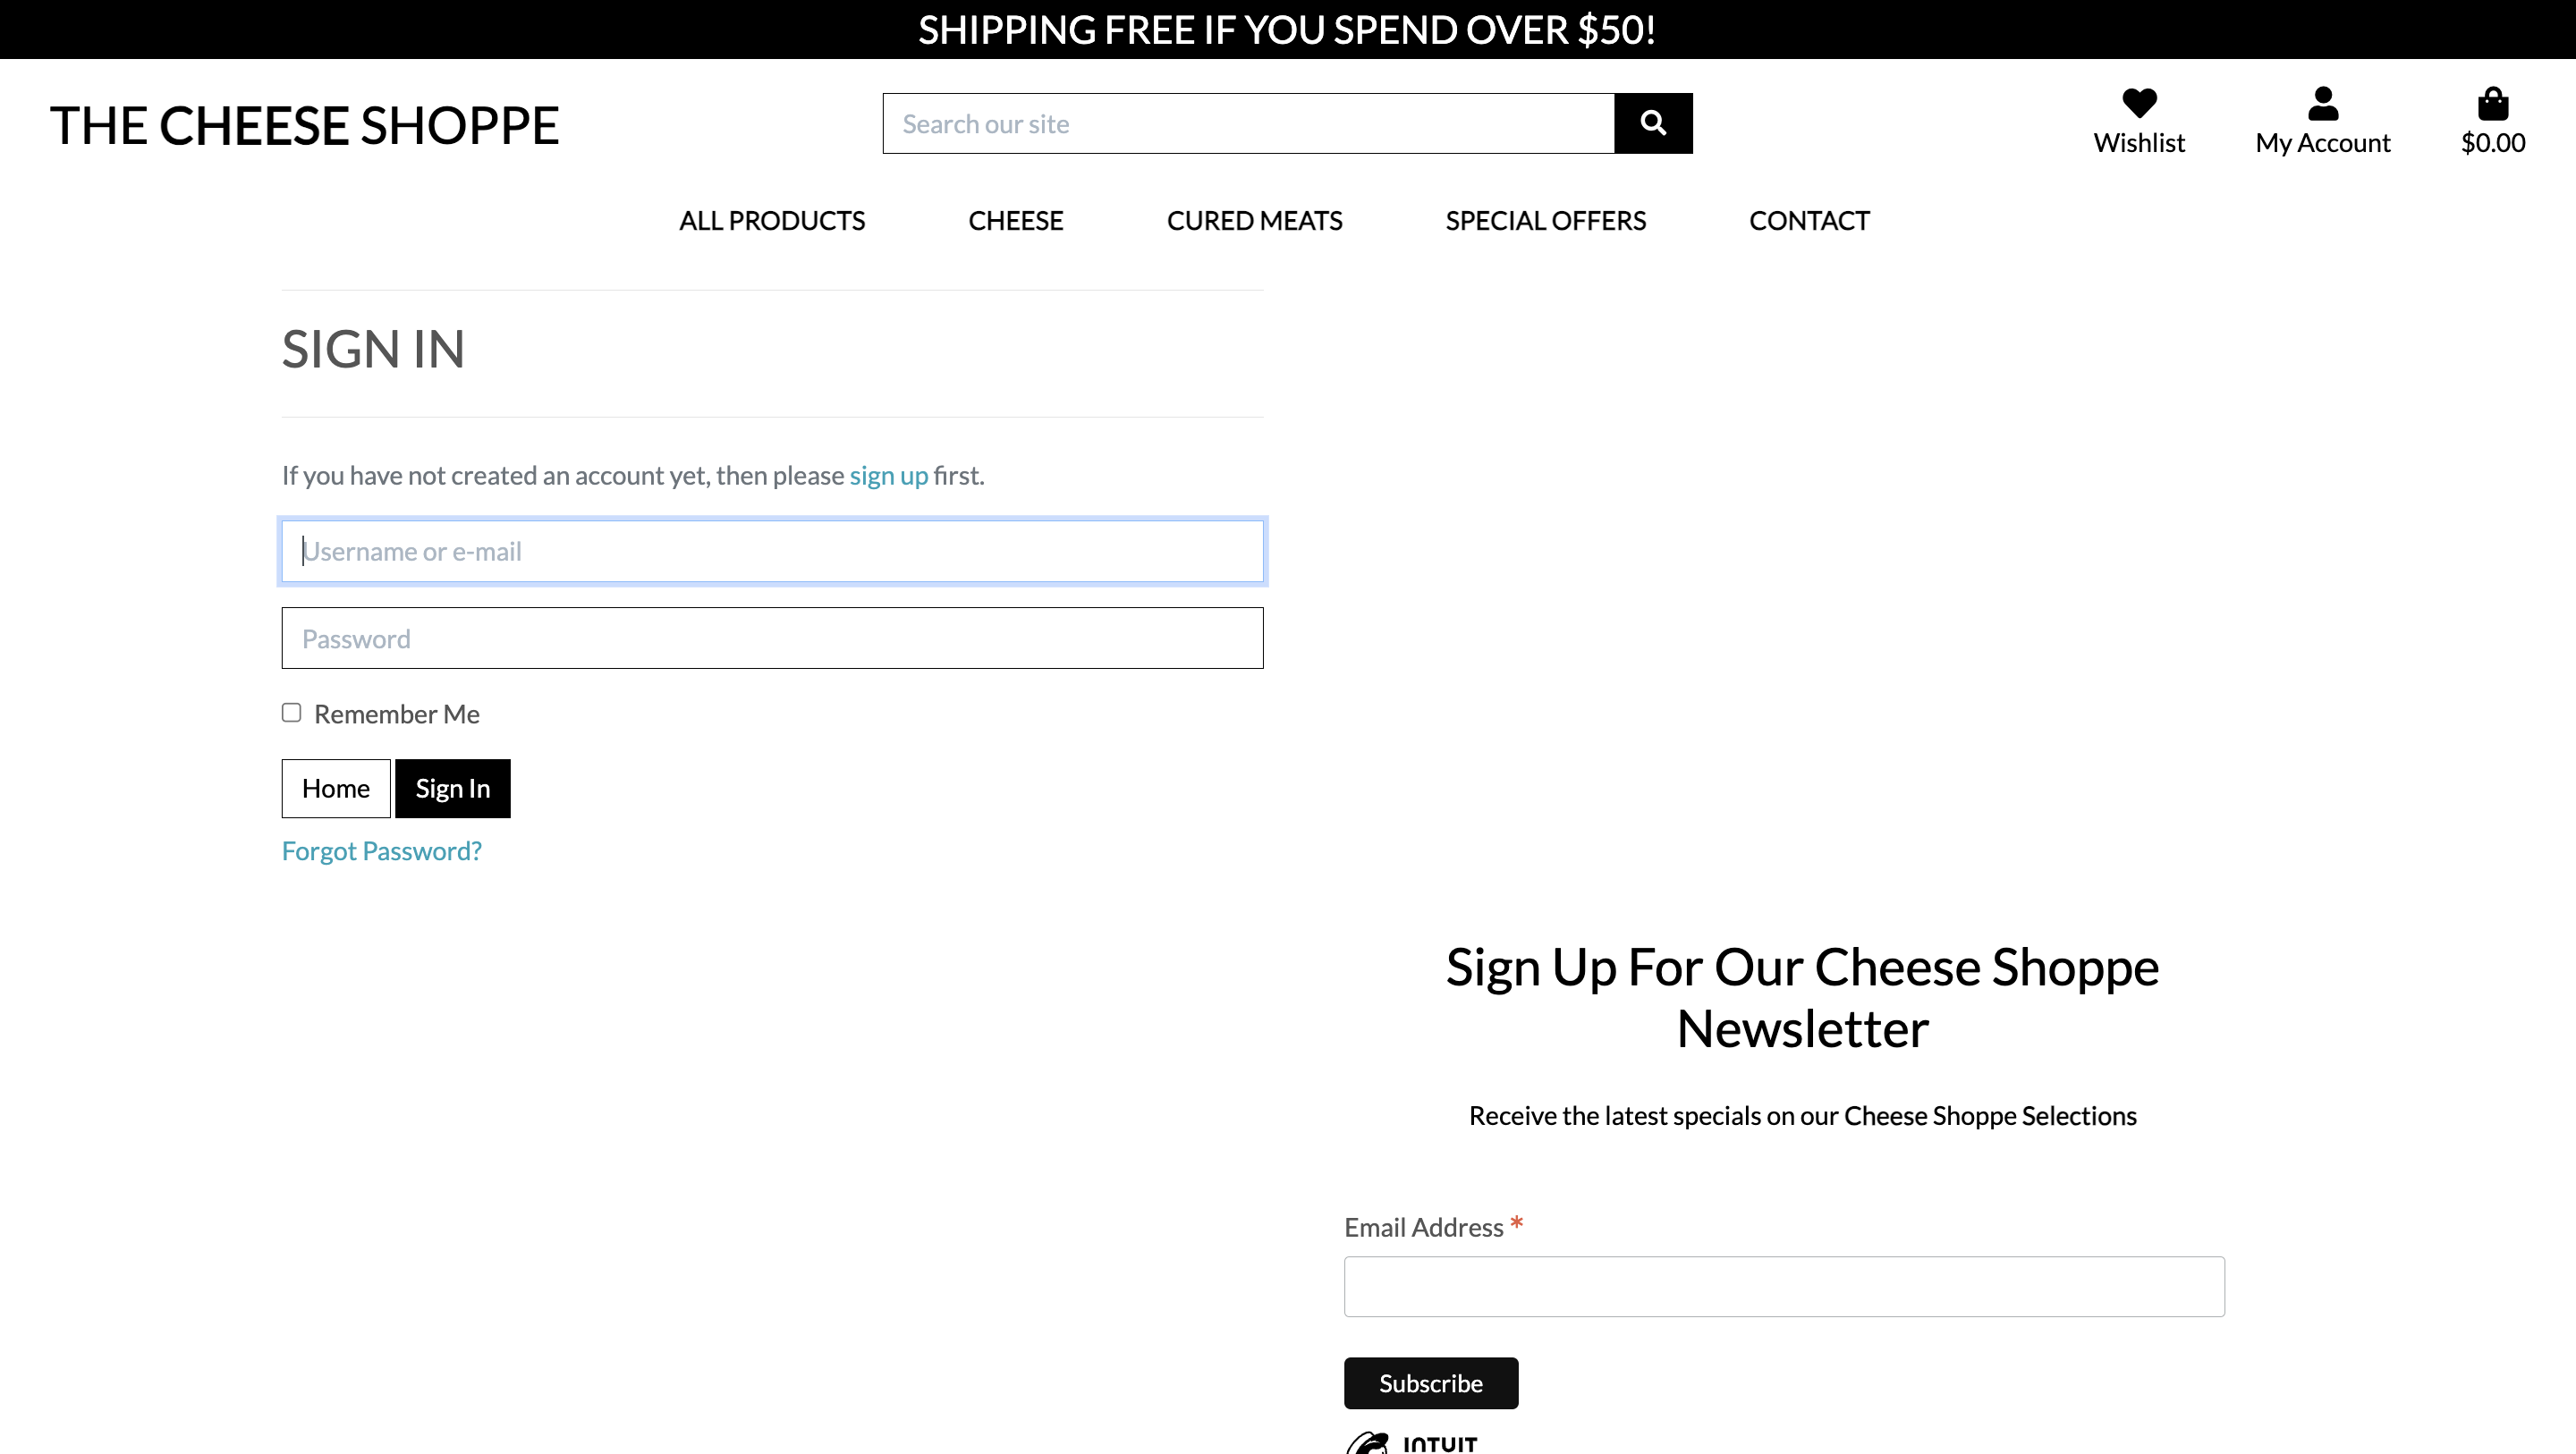 SHIPPING FREE IF YOU SPEND OVER $50!
THE CHEESE SHOPPE
Search our site
Wishlist
My Account
$0.00
ALL PRODUCTS
CHEESE
CURED MEATS
SPECIAL OFFERS
CONTACT
SIGN IN
If you have not created an account yet, then please sign up first.
Username or e-mail
Password
Remember Me
Home
Sign In
Forgot Password?
Sign Up For Our Cheese Shoppe
Newsletter
Receive the latest specials on our Cheese Shoppe Selections
Email Address *
Subscribe
INTUIT